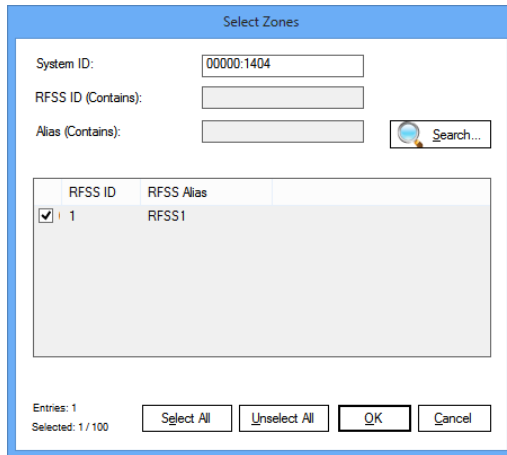 Select Zones
System ID: 00000:1404
RFSS ID (Contains):
Alias (Contains): Search...
RFSS ID RFSS Alias
1 RFSS1
Entries: 1
Selected: 1 / 100
Select All Unselect All OK Cancel